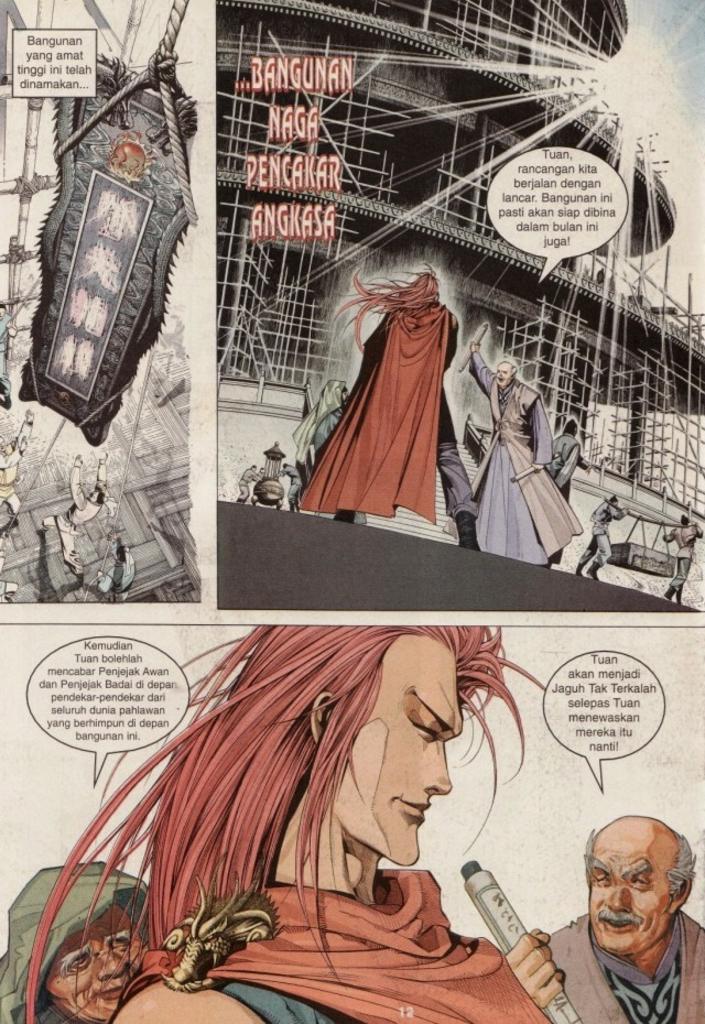 Bangunan
yang amat
tinggi ini telah
dinamakan...
...BANGUNAN
NAGA
PENCAKAR
ANGKASA
Tuan,
rancangan kita
berjalan dengan
lancar. Bangunan ini
pasti akan siap dibina
dalam bulan ini
juga!
Kemudian
Tuan bolehlah
mencabar Penjejak Awan
dan Penjejak Badai di depan
pendekar-pendekar dari
seluruh dunia pahlawan
yang berhimpun di depan
bangunan ini.
Tuan
akan menjadi
Jaguh Tak Terkalah
selepas Tuan
menewaskan
mereka itu
nanti!
12